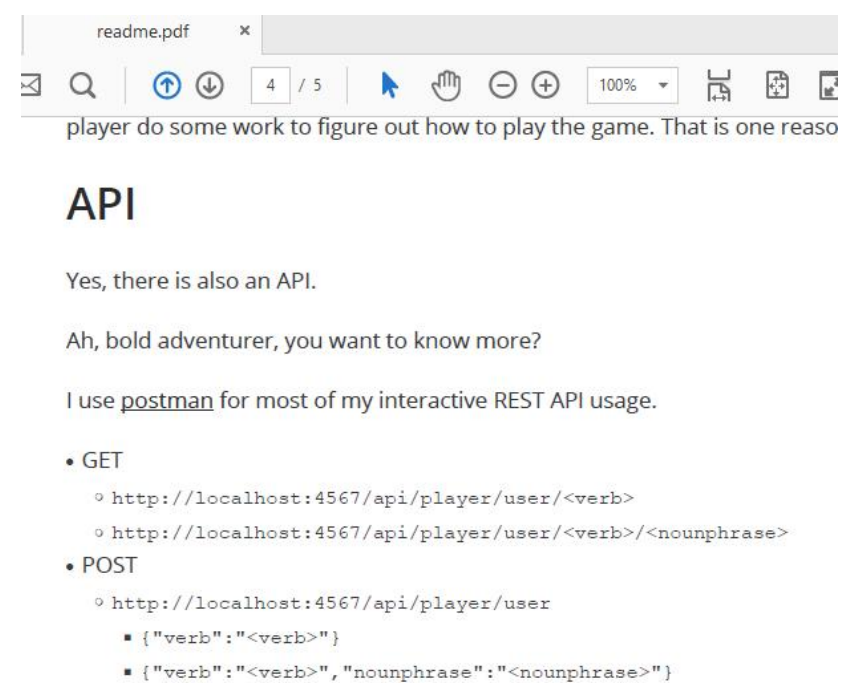 readme.pdf ×
4 / 5 100%
player do some work to figure out how to play the game. That is one reaso
API
Yes, there is also an API.
Ah, bold adventurer, you want to know more?
I use postman for most of my interactive REST API usage.
• GET
◦ http://localhost:4567/api/player/user/<verb>
◦ http://localhost:4567/api/player/user/<verb>/<nounphrase>
• POST
◦ http://localhost:4567/api/player/user
▪ {"verb":"<verb>"}
▪ {"verb":"<verb>","nounphrase":"<nounphrase>"}